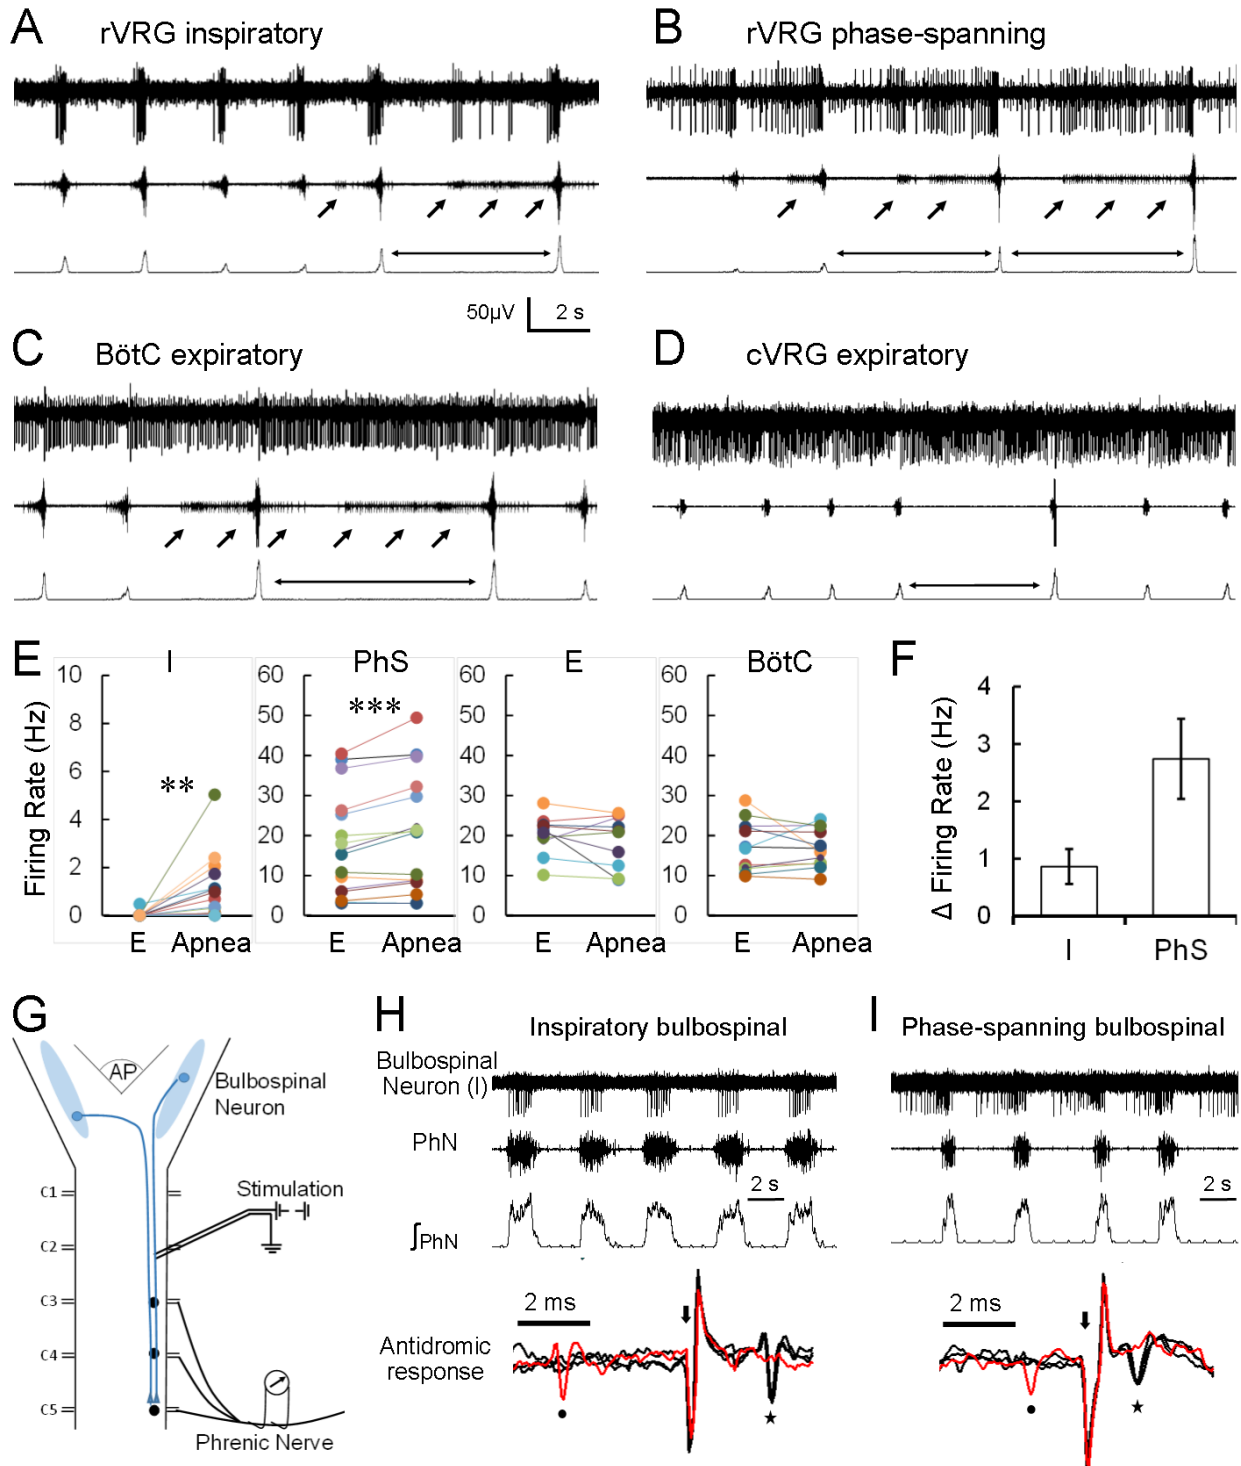 A rVRG inspiratory
B rVRG phase-spanning
50µV
2 s
C BötC expiratory
D cVRG expiratory
E
I
PhS
E
BötC
Firing Rate (Hz)
10
8
6
4
2
0
**
E Apnea
60
50
40
30
20
10
0
***
E Apnea
60
50
40
30
20
10
0
E Apnea
60
50
40
30
20
10
0
E Apnea
F
Δ Firing Rate (Hz)
4
3
2
1
0
I PhS
G
AP
Bulbospinal
Neuron
C1
Stimulation
C2
C3
C4
C5
Phrenic Nerve
H Inspiratory bulbospinal
Bulbospinal
Neuron (I)
PhN
2 s
∫PhN
2 ms
Antidromic
response
I Phase-spanning bulbospinal
2 s
2 ms